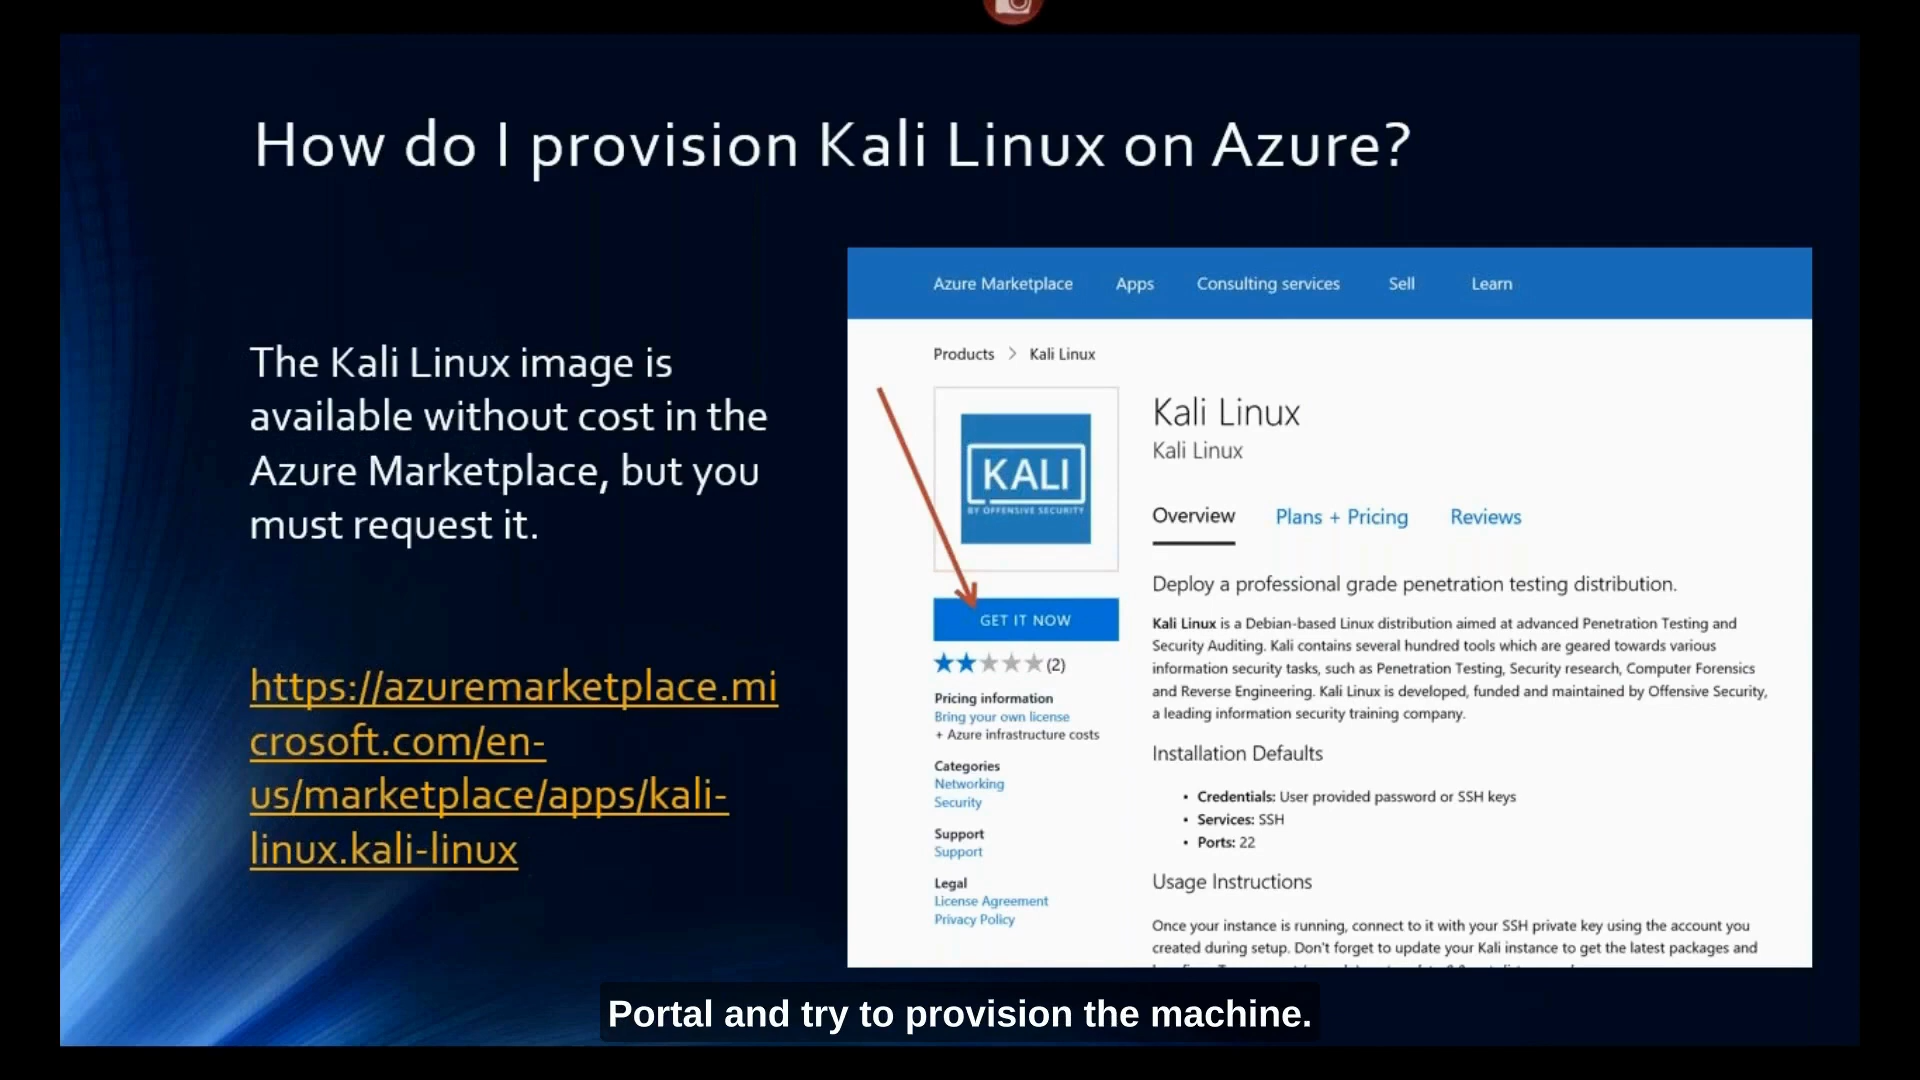 How do I provision Kali Linux on Azure?
The Kali Linux image is
available without cost in the
Azure Marketplace, but you
must request it.
https://azuremarketplace.mi
crosoft.com/en-
us/marketplace/apps/kali-
linux.kali-linux
Azure Marketplace Apps Consulting services Sell Learn
Products > Kali Linux
KALI
BY OFFENSIVE SECURITY
GET IT NOW
(2)
Pricing information
Bring your own license
+ Azure infrastructure costs
Categories
Networking
Security
Support
Support
Legal
License Agreement
Privacy Policy
Kali Linux
Kali Linux
Overview Plans + Pricing Reviews
Deploy a professional grade penetration testing distribution.
Kali Linux is a Debian-based Linux distribution aimed at advanced Penetration Testing and
Security Auditing. Kali contains several hundred tools which are geared towards various
information security tasks, such as Penetration Testing, Security research, Computer Forensics
and Reverse Engineering. Kali Linux is developed, funded and maintained by Offensive Security,
a leading information security training company.
Installation Defaults
• Credentials: User provided password or SSH keys
• Services: SSH
• Ports: 22
Usage Instructions
Once your instance is running, connect to it with your SSH private key using the account you
created during setup. Don't forget to update your Kali instance to get the latest packages and
Portal and try to provision the machine.